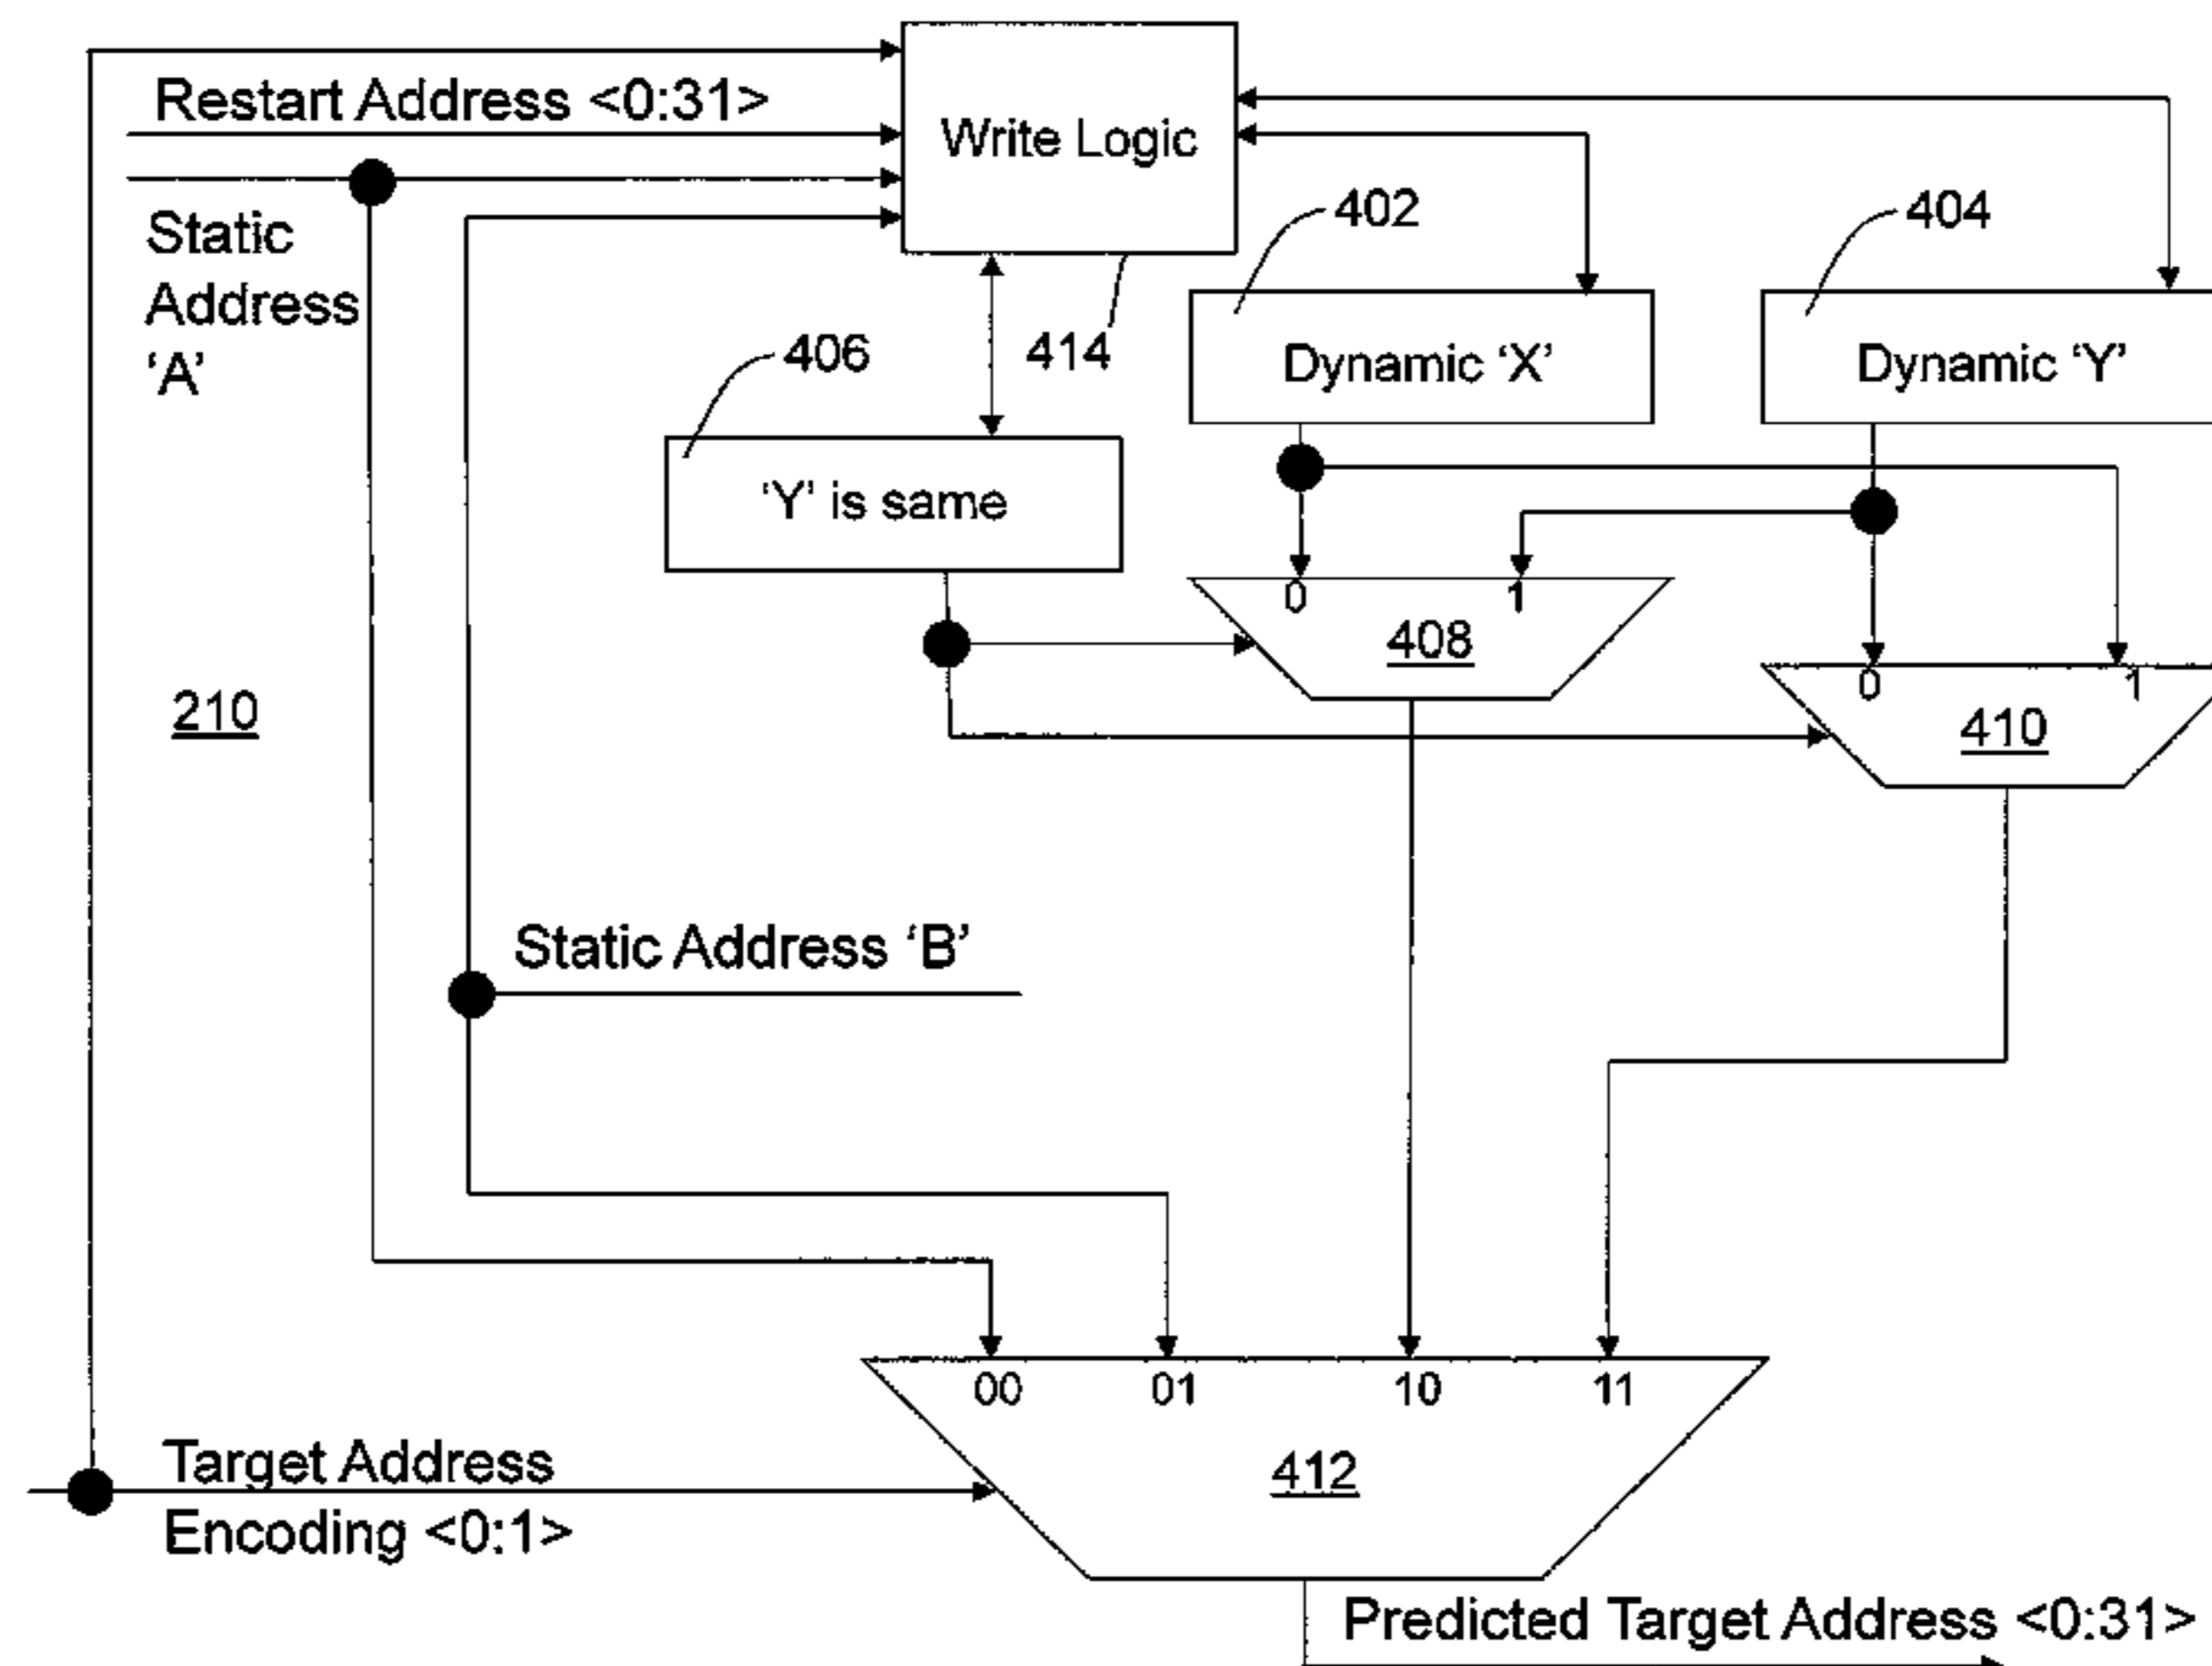 Restart Address <0:31>
Write Logic
Static
Address
‘A’
402
404
406
414
Dynamic ‘X’
Dynamic ‘Y’
‘Y’ is same
0
1
408
0
1
410
210
Static Address ‘B’
00
01
10
11
412
Target Address
Encoding <0:1>
Predicted Target Address <0:31>